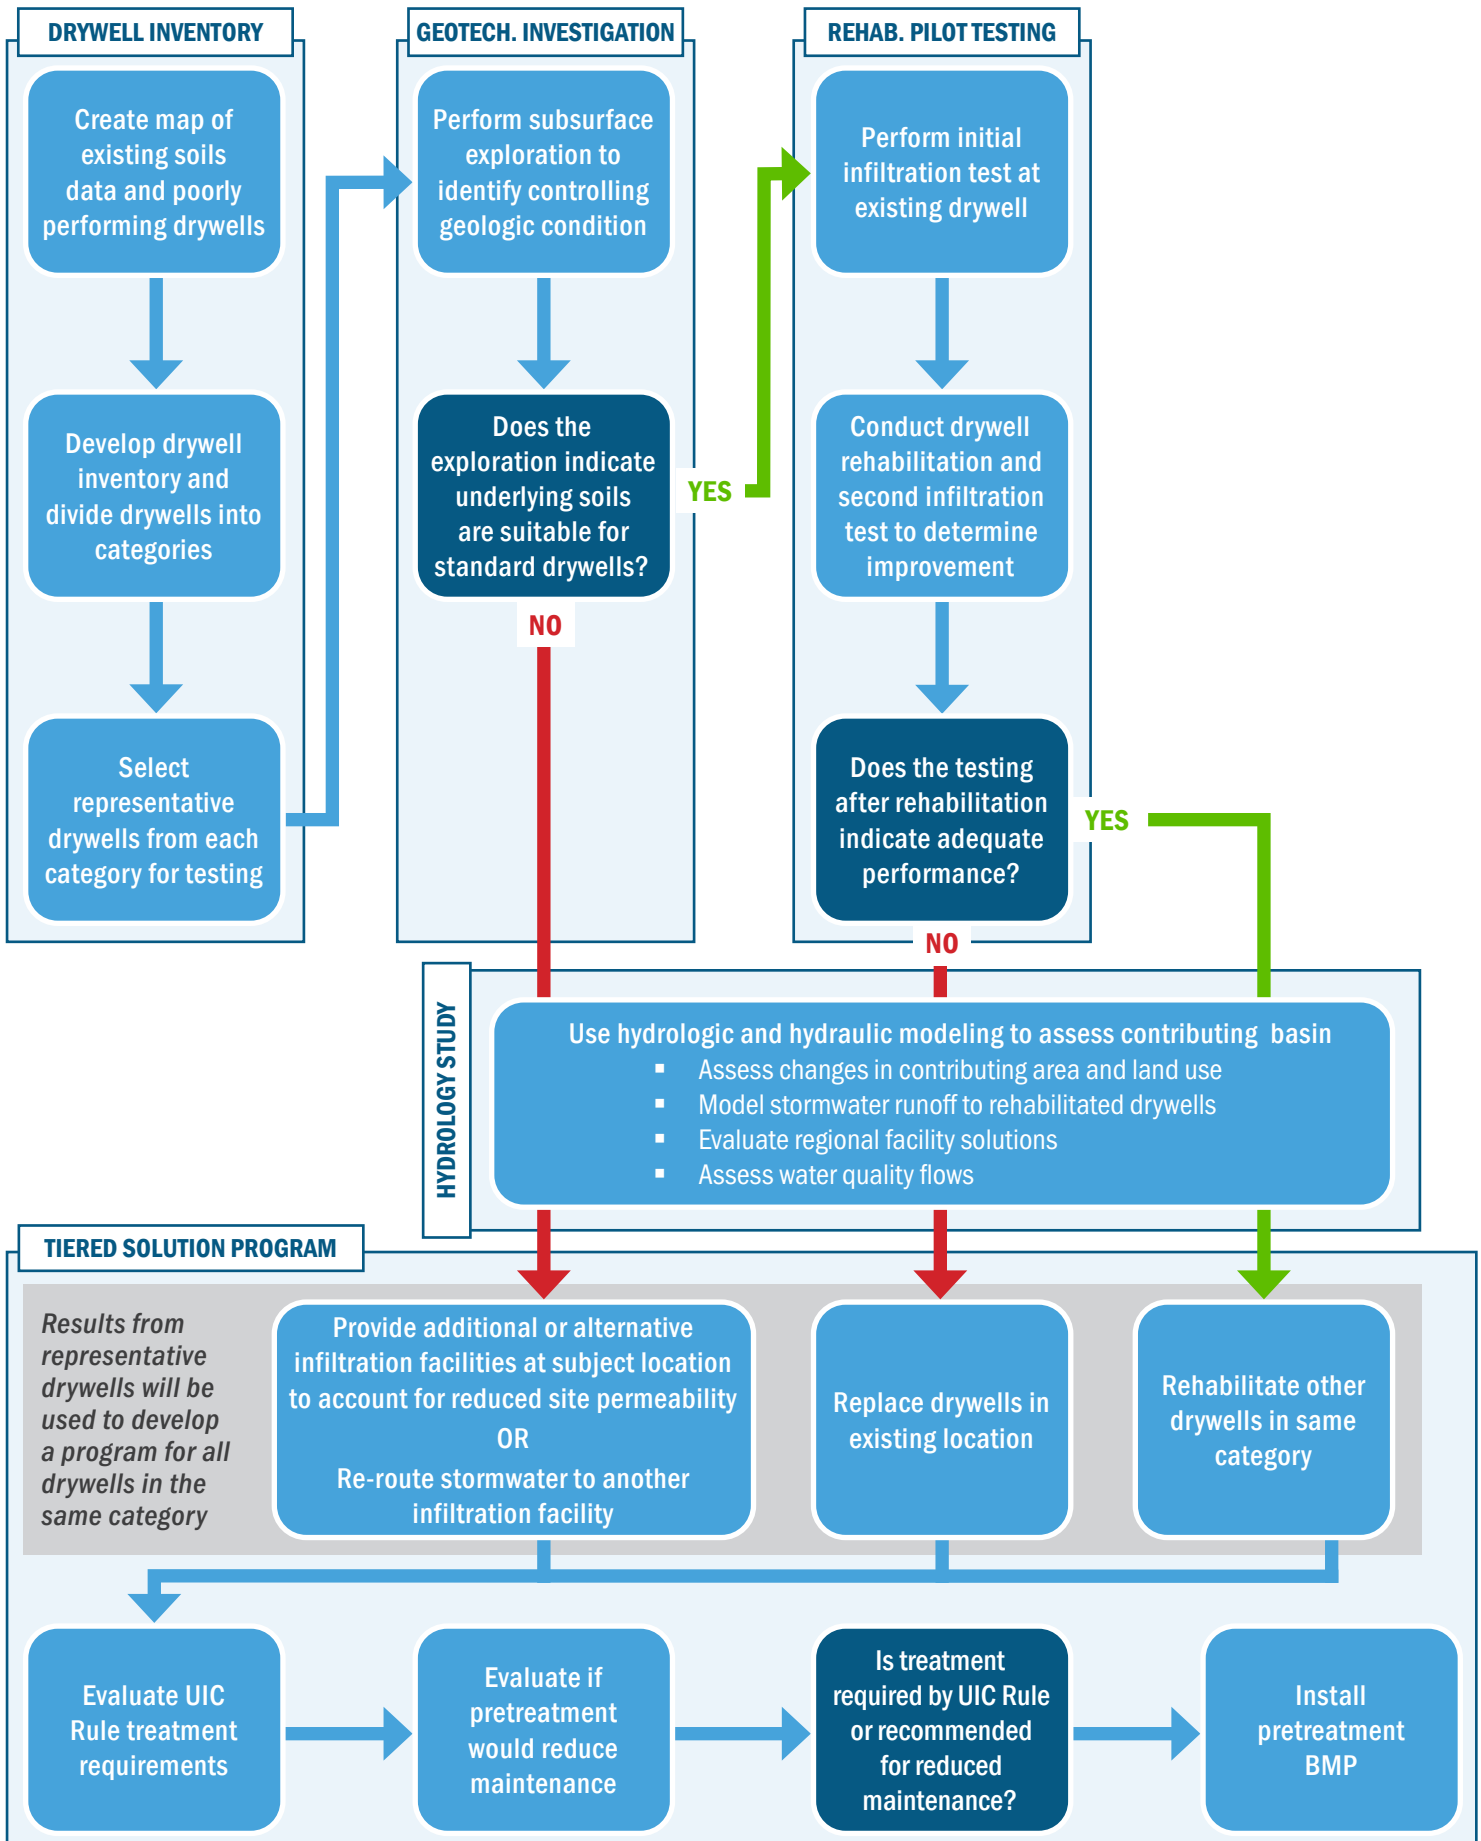 DRYWELL INVENTORY
Create map of
existing soils
data and poorly
performing drywells
Develop drywell
inventory and
divide drywells into
categories
Select
representative
drywells from each
category for testing
GEOTECH. INVESTIGATION
Perform subsurface
exploration to
identify controlling
geologic condition
Does the
exploration indicate
underlying soils
are suitable for
standard drywells?
YES
NO
REHAB. PILOT TESTING
Perform initial
infiltration test at
existing drywell
Conduct drywell
rehabilitation and
second infiltration
test to determine
improvement
Does the testing
after rehabilitation
indicate adequate
performance?
YES
NO
HYDROLOGY STUDY
Use hydrologic and hydraulic modeling to assess contributing basin
▪ Assess changes in contributing area and land use
▪ Model stormwater runoff to rehabilitated drywells
▪ Evaluate regional facility solutions
▪ Assess water quality flows
TIERED SOLUTION PROGRAM
Results from
representative
drywells will be
used to develop
a program for all
drywells in the
same category
Provide additional or alternative
infiltration facilities at subject location
to account for reduced site permeability
OR
Re-route stormwater to another
infiltration facility
Replace drywells in
existing location
Rehabilitate other
drywells in same
category
Evaluate UIC
Rule treatment
requirements
Evaluate if
pretreatment
would reduce
maintenance
Is treatment
required by UIC Rule
or recommended
for reduced
maintenance?
Install
pretreatment
BMP